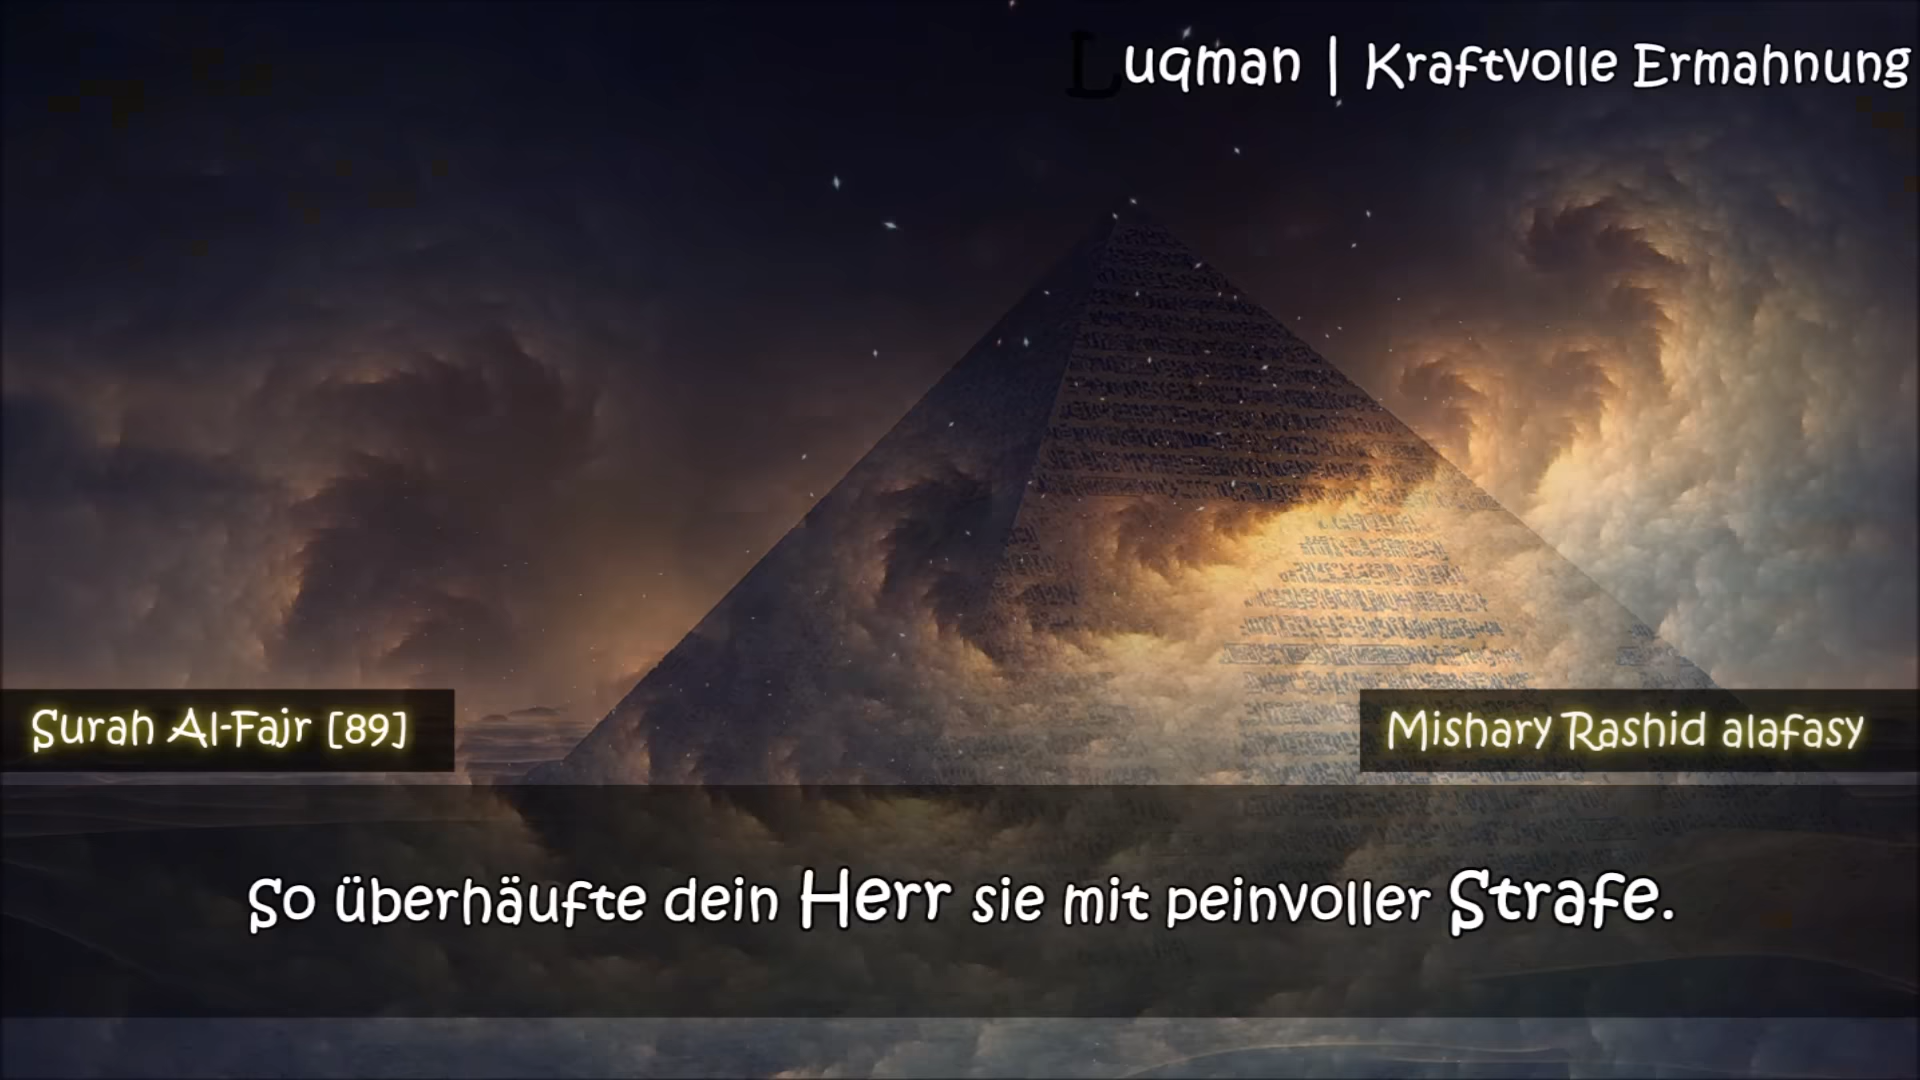 Luqman | Kraftvolle Ermahnung
Surah Al-Fajr [89]
Mishary Rashid alafasy
So überhäufte dein Herr sie mit peinvoller Strafe.